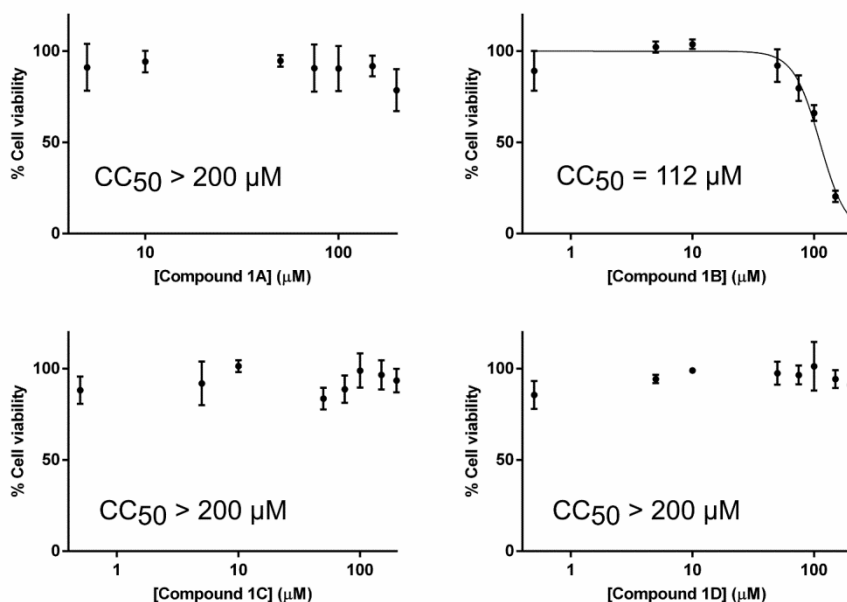 100
50
0
% Cell viability
CC50 > 200 µM
10 100
[Compound 1A] (µM)
100
50
0
% Cell viability
CC50 = 112 µM
1 10 100
[Compound 1B] (µM)
100
50
0
% Cell viability
CC50 > 200 µM
1 10 100
[Compound 1C] (µM)
100
50
0
% Cell viability
CC50 > 200 µM
1 10 100
[Compound 1D] (µM)